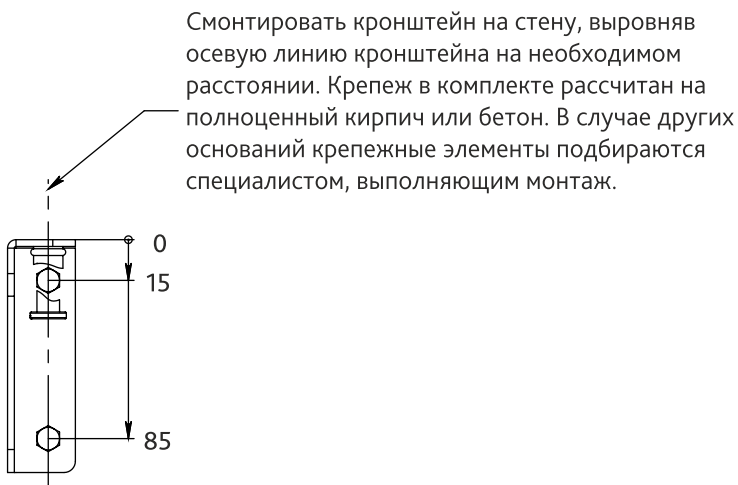 Смонтировать кронштейн на стену, выровняв
осевую линию кронштейна на необходимом
расстоянии. Крепеж в комплекте рассчитан на
полноценный кирпич или бетон. В случае других
оснований крепежные элементы подбираются
специалистом, выполняющим монтаж.
0
15
85